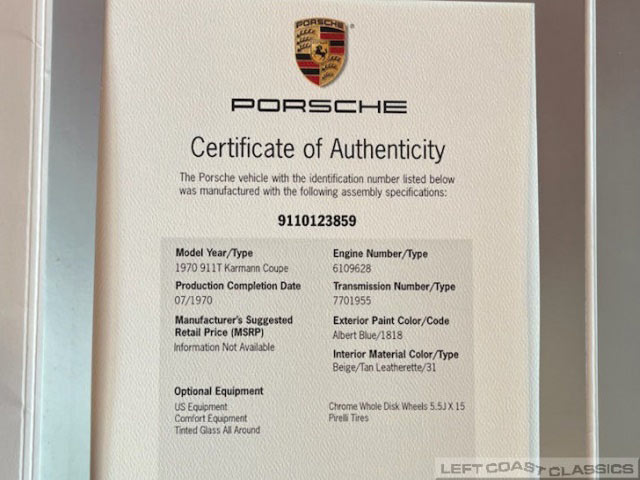 PORSCHE
PORSCHE
Certificate of Authenticity
The Porsche vehicle with the identification number listed below
was manufactured with the following assembly specifications:
9110123859
Model Year/Type
1970 911T Karmann Coupe
Production Completion Date
07/1970
Manufacturer's Suggested
Retail Price (MSRP)
Information Not Available
Engine Number/Type
6109628
Transmission Number/Type
7701955
Exterior Paint Color/Code
Albert Blue/1818
Interior Material Color/Type
Beige/Tan Leatherette/31
Optional Equipment
US Equipment
Comfort Equipment
Tinted Glass All Around
Chrome Whole Disk Wheels 5.5J X 15
Pirelli Tires
LEFT COAST CLASSICS